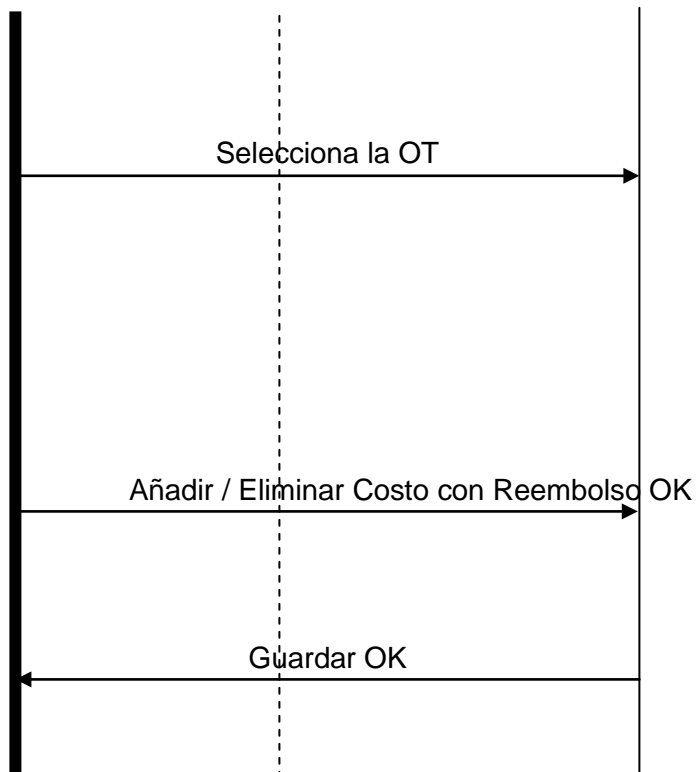 Selecciona la OT
Añadir / Eliminar Costo con Reembolso OK
Guardar OK